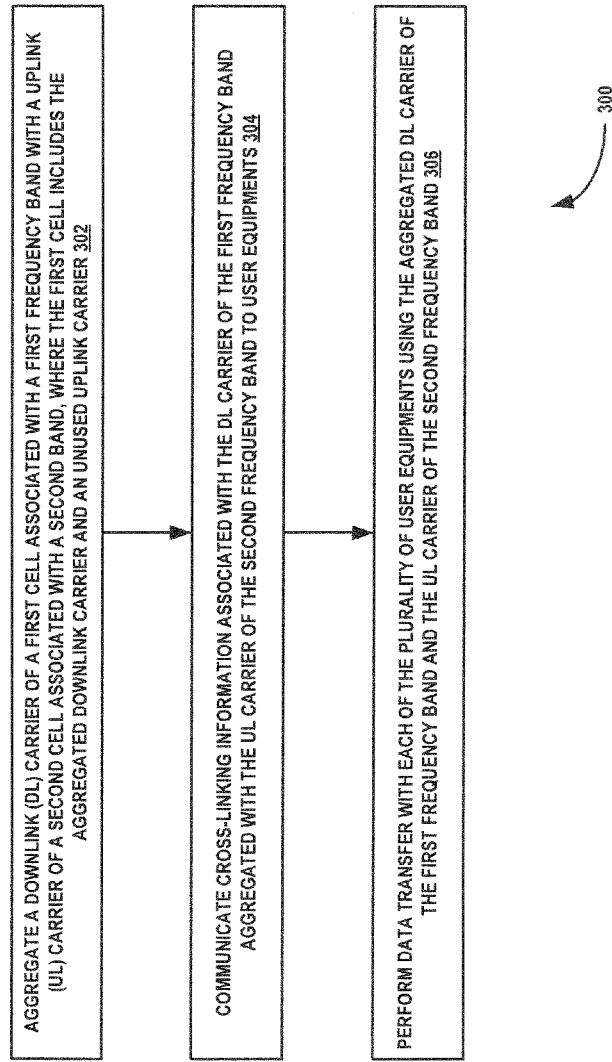 AGGREGATE A DOWNLINK (DL) CARRIER OF A FIRST CELL ASSOCIATED WITH A FIRST FREQUENCY BAND WITH A UPLINK
(UL) CARRIER OF A SECOND CELL ASSOCIATED WITH A SECOND BAND, WHERE THE FIRST CELL INCLUDES THE
AGGREGATED DOWNLINK CARRIER AND AN UNUSED UPLINK CARRIER 302
COMMUNICATE CROSS-LINKING INFORMATION ASSOCIATED WITH THE DL CARRIER OF THE FIRST FREQUENCY BAND
AGGREGATED WITH THE UL CARRIER OF THE SECOND FREQUENCY BAND TO USER EQUIPMENTS 304
PERFORM DATA TRANSFER WITH EACH OF THE PLURALITY OF USER EQUIPMENTS USING THE AGGREGATED DL CARRIER OF
THE FIRST FREQUENCY BAND AND THE UL CARRIER OF THE SECOND FREQUENCY BAND 306
300